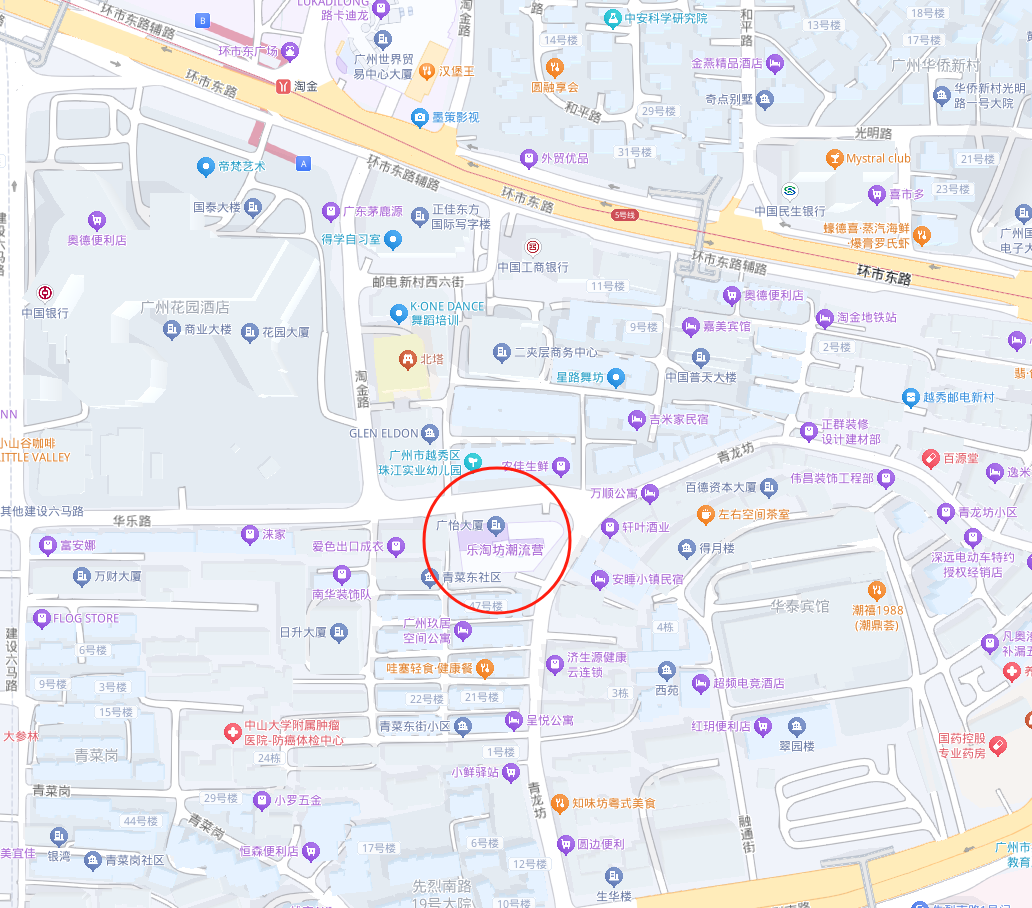 环市东路辅路
B
LUKADILONG
路卡迪龙
淘金路
中安科学研究院
和平路
13号楼
18号楼
17号楼
环市东广场
广州世界贸
易中心大厦
汉堡王
14号楼
圆融享会
金燕精品酒店
广州华侨新村
环市东路
淘金
奇点别墅
华侨新村光明
路一号大院
墨策影视
和平路
29号楼
光明路
A
帝梵艺术
环市东路辅路
外贸优品
31号楼
Mystral club
21号楼
国泰大楼
广东茅鹿源
正佳东方
国际写字楼
环市东路
5号线
中国民生银行
喜市多
23号楼
建设六马路
奥德便利店
得学自习室
中国工商银行
蠔德喜·蒸汽海鲜
·爆膏罗氏虾
环市东路辅路
环市东路
邮电新村西六街
11号楼
奥德便利店
中国银行
广州花园酒店
商业大楼
花园大厦
K·ONE DANCE
舞蹈培训
9号楼
嘉美宾馆
淘金地铁站
2号楼
北塔
二夹层商务中心
中国普天大楼
星路舞坊
淘金路
越秀邮电新村
NN
吉米家民宿
正群装修
设计建材部
GLEN ELDON
小山谷咖啡
LITTLE VALLEY
广州市越秀区
珠江实业幼儿园
农佳生鲜
青龙坊
百源堂
伟昌装饰工程部
万顺公寓
百德资本大厦
其他建设六马路
华乐路
广怡大厦
轩叶酒业
左右空间茶室
青龙坊小区
富安娜
涞家
爱色出口成衣
乐淘坊潮流营
得月楼
深远电动车特约
授权经销店
万财大厦
南华装饰队
青菜东社区
安睡小镇民宿
47号楼
华泰宾馆
潮禧1988
(潮鼎荟)
FLOG STORE
日升大厦
广州玖居
空间公寓
4栋
建设六马路
6号楼
哇塞轻食·健康餐
济生源健康
云连锁
西苑
超频电竞酒店
9号楼
3号楼
22号楼
21号楼
3栋
15号楼
大参林
中山大学附属肿瘤
医院-防癌体检中心
青菜东街小区
呈悦公寓
红玥便利店
翠园楼
国药控股
专业药房
青菜岗
24栋
1号楼
小鲜驿站
青菜岗
29号楼
小罗五金
青龙坊
知味坊粤式美食
融通街
44号楼
青菜岗
美宜佳
银湾
青菜岗社区
恒森便利店
17号楼
6号楼
圆边便利
12号楼
生华楼
先烈南路
19号大院
10号楼